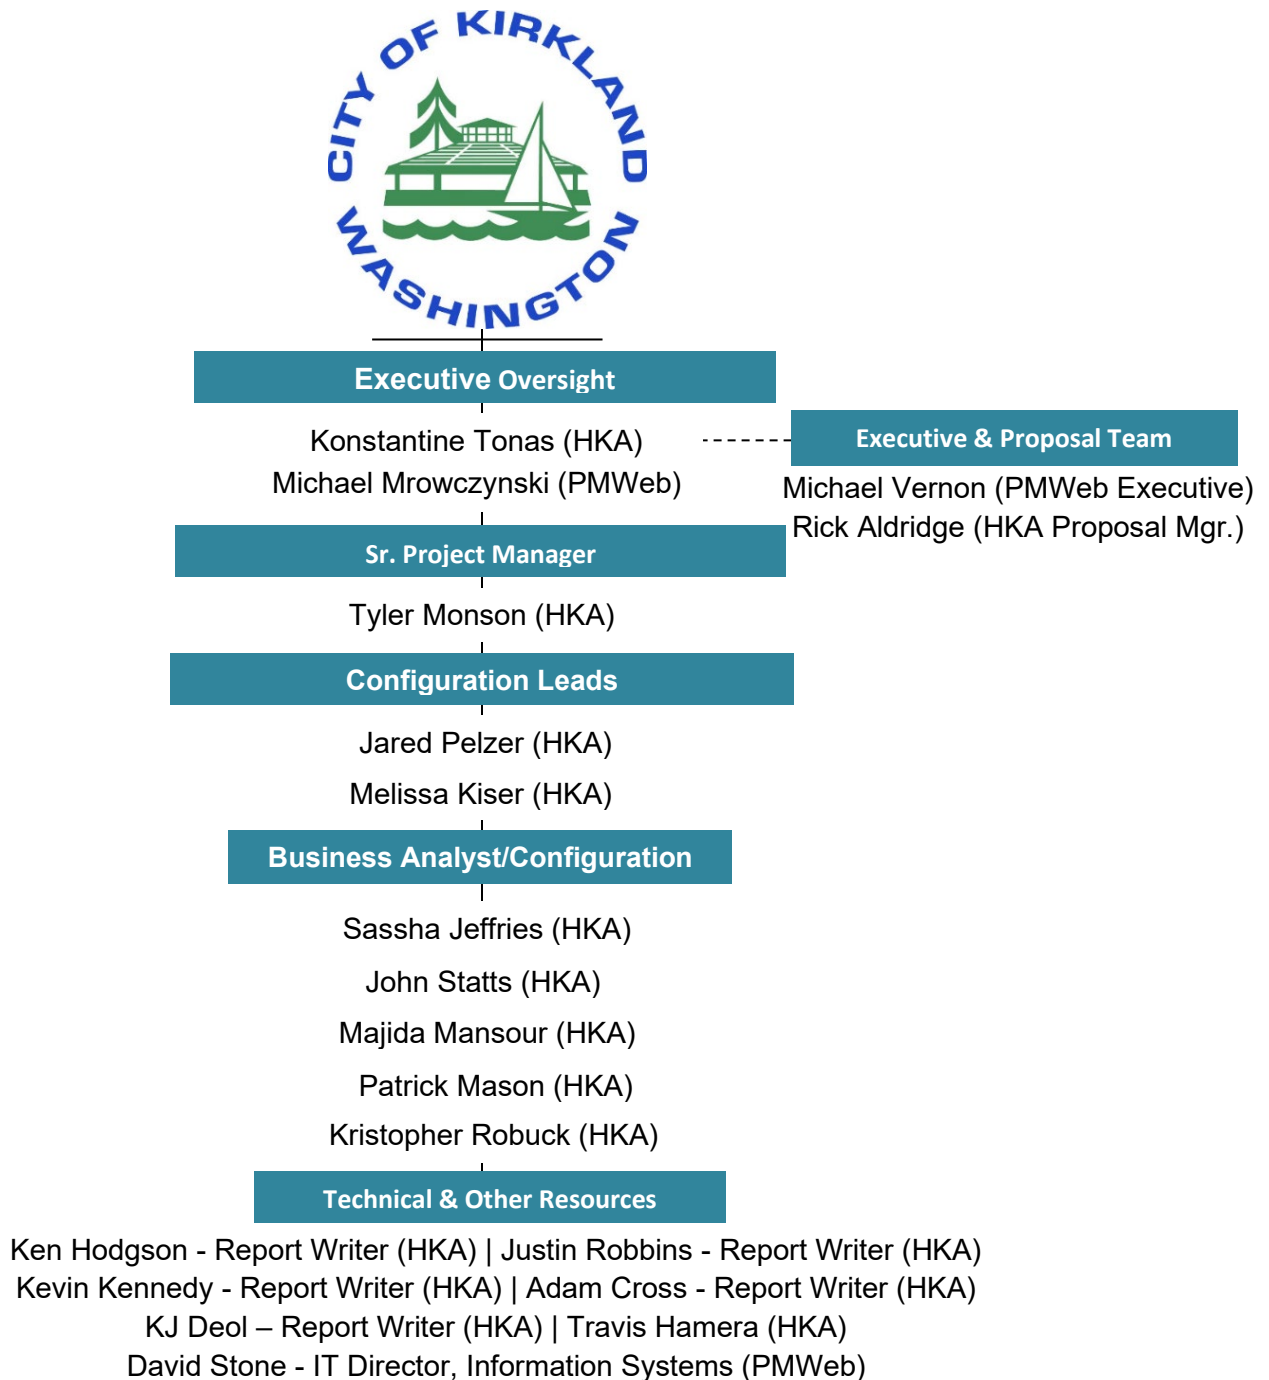 CITY OF KIRKLAND
WASHINGTON
Executive Oversight
Konstantine Tonas (HKA)
Michael Mrowczynski (PMWeb)
Executive & Proposal Team
Michael Vernon (PMWeb Executive)
Rick Aldridge (HKA Proposal Mgr.)
Sr. Project Manager
Tyler Monson (HKA)
Configuration Leads
Jared Pelzer (HKA)
Melissa Kiser (HKA)
Business Analyst/Configuration
Sassha Jeffries (HKA)
John Statts (HKA)
Majida Mansour (HKA)
Patrick Mason (HKA)
Kristopher Robuck (HKA)
Technical & Other Resources
Ken Hodgson - Report Writer (HKA) | Justin Robbins - Report Writer (HKA)
Kevin Kennedy - Report Writer (HKA) | Adam Cross - Report Writer (HKA)
KJ Deol – Report Writer (HKA) | Travis Hamera (HKA)
David Stone - IT Director, Information Systems (PMWeb)